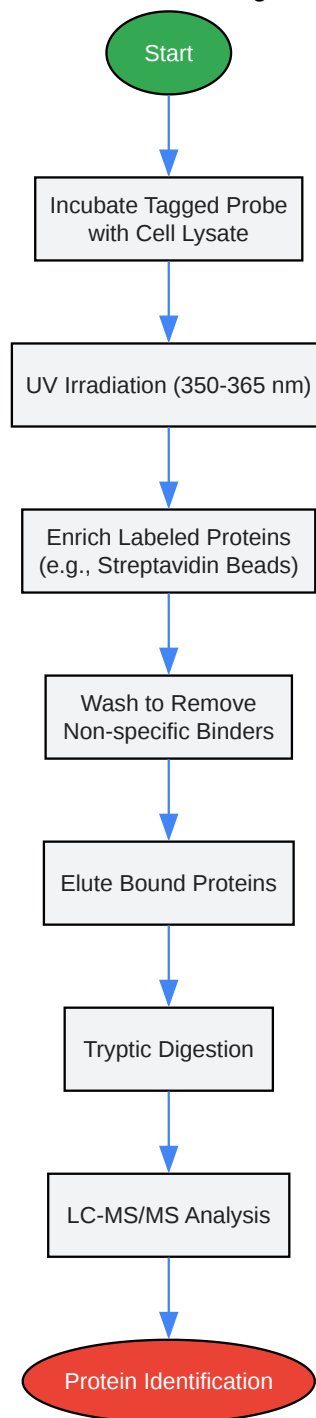 Start
Incubate Tagged Probe
with Cell Lysate
UV Irradiation (350-365 nm)
Enrich Labeled Proteins
(e.g., Streptavidin Beads)
Wash to Remove
Non-specific Binders
Elute Bound Proteins
Tryptic Digestion
LC-MS/MS Analysis
Protein Identification